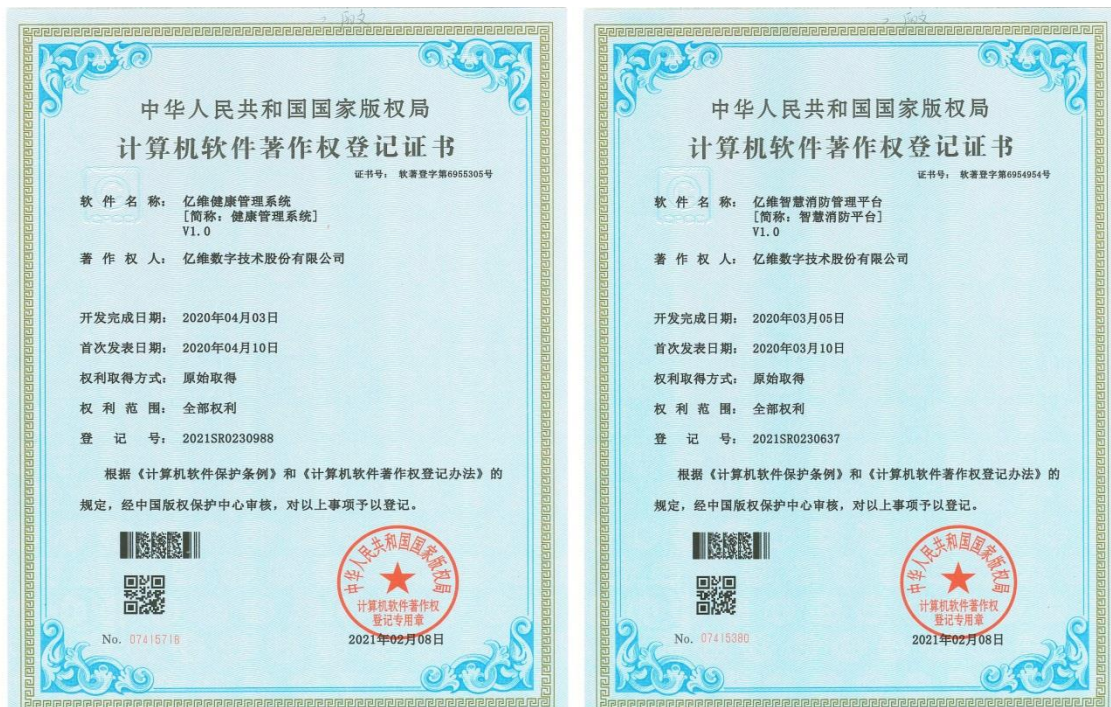 中华人民共和国国家版权局
计算机软件著作权登记证书
证书号： 软著登字第6955305号
软件名称： 亿维健康管理系统
[简称：健康管理系统]
V1.0
著作权人： 亿维数字技术股份有限公司
开发完成日期： 2020年04月03日
首次发表日期： 2020年04月10日
权利取得方式： 原始取得
权利范围： 全部权利
登记号： 2021SR0230988
根据《计算机软件保护条例》和《计算机软件著作权登记办法》的
规定，经中国版权保护中心审核，对以上事项予以登记。
中华人民共和国国家版权局
计算机软件著作权
登记专用章
No. 07415718
2021年02月08日
中华人民共和国国家版权局
计算机软件著作权登记证书
证书号： 软著登字第6954954号
软件名称： 亿维智慧消防管理平台
[简称：智慧消防平台]
V1.0
著作权人： 亿维数字技术股份有限公司
开发完成日期： 2020年03月05日
首次发表日期： 2020年03月10日
权利取得方式： 原始取得
权利范围： 全部权利
登记号： 2021SR0230637
根据《计算机软件保护条例》和《计算机软件著作权登记办法》的
规定，经中国版权保护中心审核，对以上事项予以登记。
中华人民共和国国家版权局
计算机软件著作权
登记专用章
No. 07415380
2021年02月08日